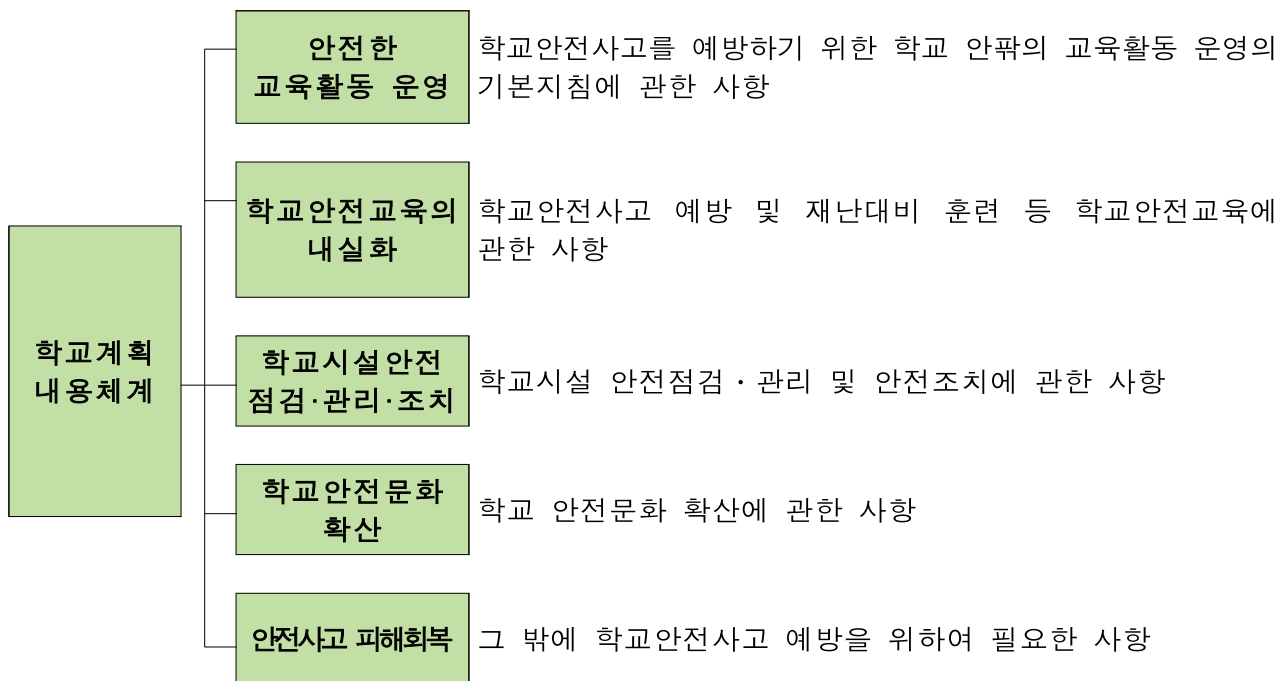 안전한
교육활동 운영
학교안전사고를 예방하기 위한 학교 안팎의 교육활동 운영의
기본지침에 관한 사항
학교안전교육의
내실화
학교안전사고 예방 및 재난대비 훈련 등 학교안전교육에
관한 사항
학교계획
내용체계
학교시설안전
점검·관리·조치
학교시설 안전점검·관리 및 안전조치에 관한 사항
학교안전문화
확산
학교 안전문화 확산에 관한 사항
안전사고 피해회복
그 밖에 학교안전사고 예방을 위하여 필요한 사항